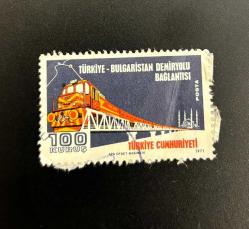 TÜRKİYE - BULGARİSTAN DEMİRYOLU
BAĞLANTISI
POSTA
100
KURUŞ
TÜRKİYE CUMHURİYETİ
1971